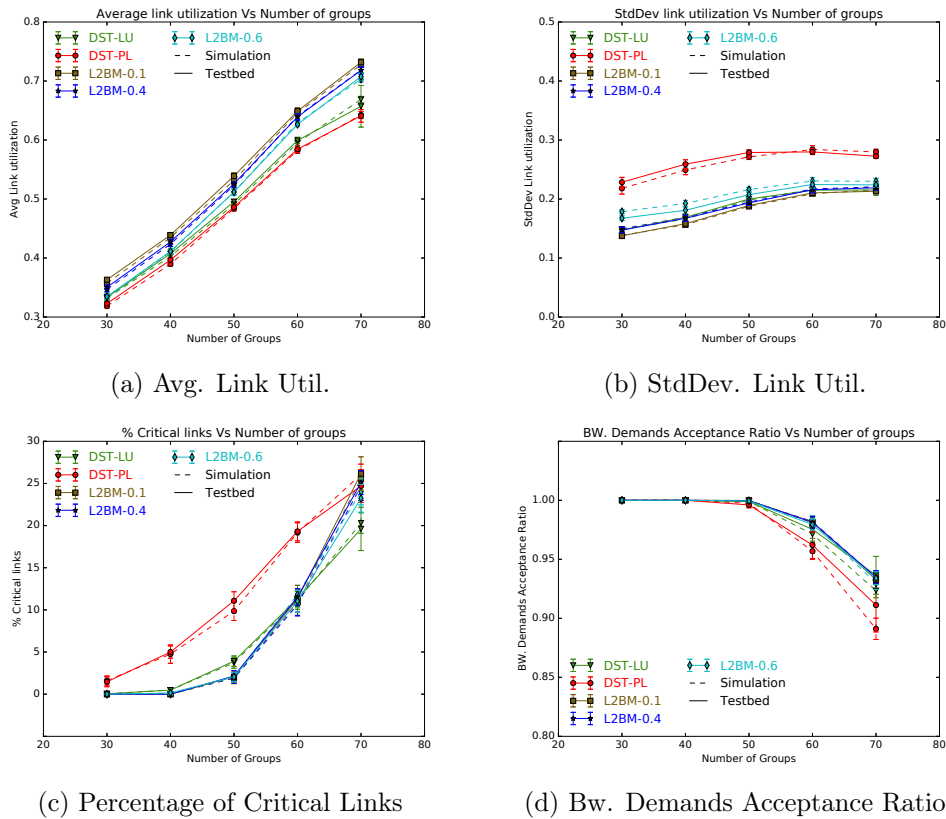 Average link utilization Vs Number of groups
DST-LU
DST-PL
L2BM-0.1
L2BM-0.4
L2BM-0.6
Simulation
Testbed
Avg Link utilization
0.8
0.7
0.6
0.5
0.4
0.3
20 30 40 50 60 70 80
Number of Groups
(a) Avg. Link Util.
StdDev link utilization Vs Number of groups
DST-LU
DST-PL
L2BM-0.1
L2BM-0.4
L2BM-0.6
Simulation
Testbed
StdDev Link utilization
0.5
0.4
0.3
0.2
0.1
0.0
20 30 40 50 60 70 80
Number of Groups
(b) StdDev. Link Util.
% Critical links Vs Number of groups
DST-LU
DST-PL
L2BM-0.1
L2BM-0.4
L2BM-0.6
Simulation
Testbed
% Critical links
30
25
20
15
10
5
0
20 30 40 50 60 70 80
Number of Groups
(c) Percentage of Critical Links
BW. Demands Acceptance Ratio Vs Number of groups
BW. Demands Acceptance Ratio
1.00
0.95
0.90
0.85
0.80
DST-LU
DST-PL
L2BM-0.1
L2BM-0.4
L2BM-0.6
Simulation
Testbed
20 30 40 50 60 70 80
Number of Groups
(d) Bw. Demands Acceptance Ratio